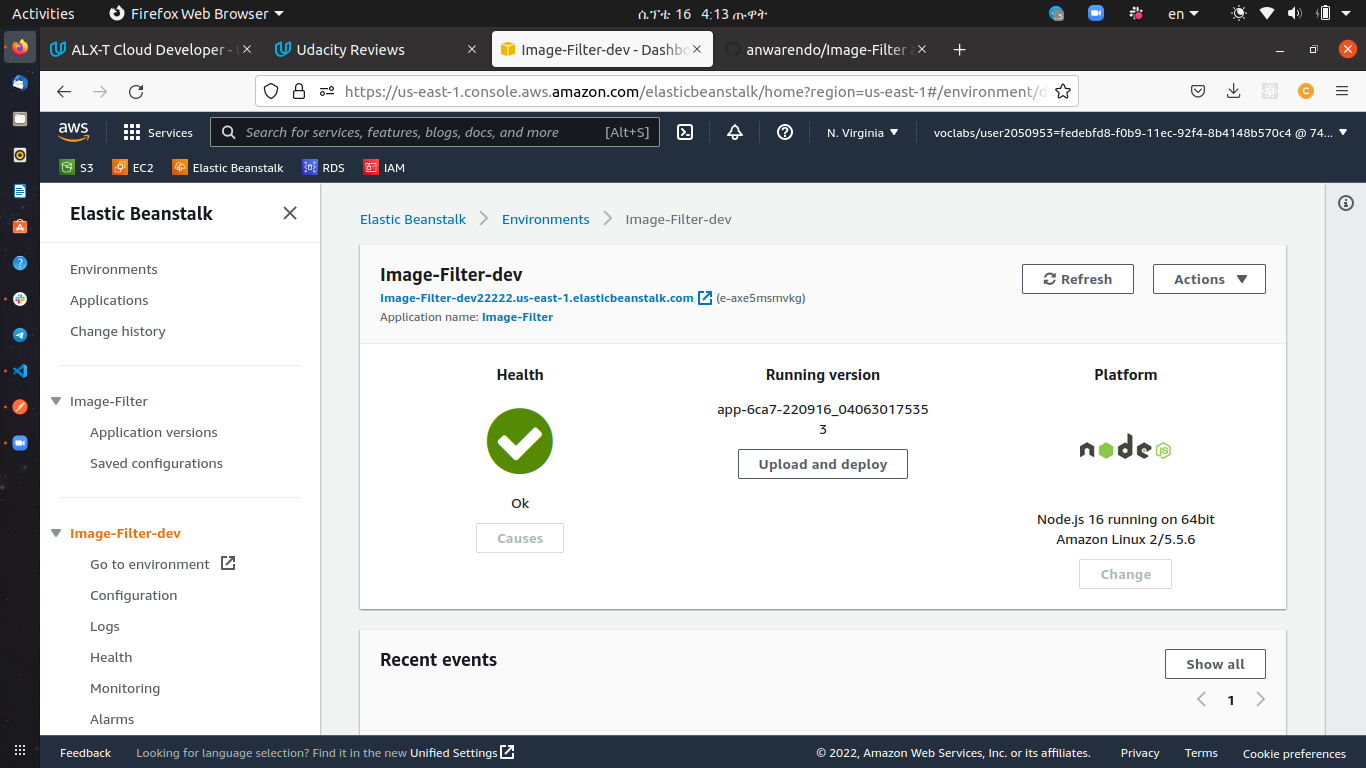 Activities Firefox Web Browser ሴፕቴ 16 4:13 ጡዋት en
ALX-T Cloud Developer - Udacity Reviews Image-Filter-dev - Dashbo anwarendo/Image-Filter
https://us-east-1.console.aws.amazon.com/elasticbeanstalk/home?region=us-east-1#/environment/d
aws Services Search for services, features, blogs, docs, and more [Alt+S] N. Virginia voclabs/user2050953=fedebfd8-f0b9-11ec-92f4-8b4148b570c4 @ 74...
S3 EC2 Elastic Beanstalk RDS IAM
Elastic Beanstalk
Environments
Applications
Change history
Image-Filter
Application versions
Saved configurations
Image-Filter-dev
Go to environment
Configuration
Logs
Health
Monitoring
Alarms
Elastic Beanstalk Environments Image-Filter-dev
Image-Filter-dev
Image-Filter-dev22222.us-east-1.elasticbeanstalk.com (e-axe5msmvkg)
Application name: Image-Filter
Refresh Actions
Health
Ok
Causes
Running version
app-6ca7-220916_04063017535
3
Upload and deploy
Platform
node JS
Node.js 16 running on 64bit
Amazon Linux 2/5.5.6
Change
Recent events
Show all
1
Feedback Looking for language selection? Find it in the new Unified Settings © 2022, Amazon Web Services, Inc. or its affiliates. Privacy Terms Cookie preferences